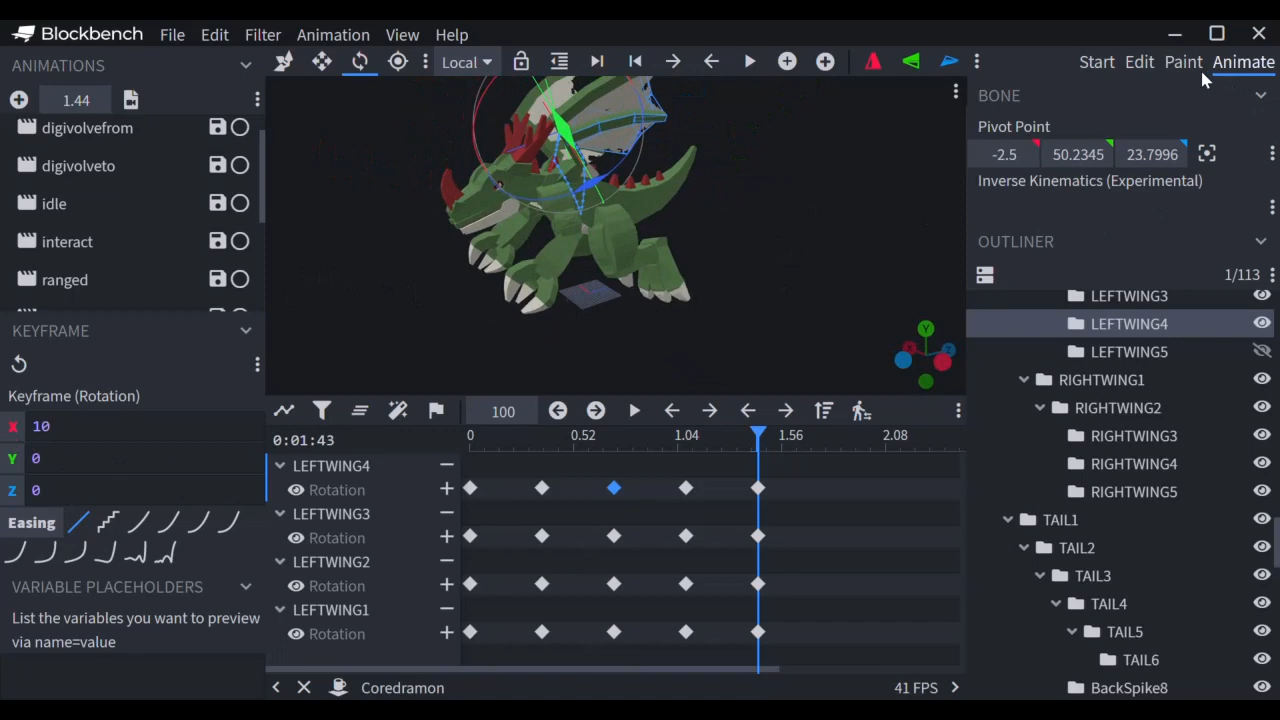 Blockbench File Edit Filter Animation View Help
ANIMATIONS
Local
Start Edit Paint Animate
1.44
digivolvefrom
digivolveto
idle
interact
ranged
BONE
Pivot Point
-2.5 50.2345 23.7996
Inverse Kinematics (Experimental)
OUTLINER
1/113
LEFTWING3
LEFTWING4
LEFTWING5
RIGHTWING1
RIGHTWING2
RIGHTWING3
RIGHTWING4
RIGHTWING5
TAIL1
TAIL2
TAIL3
TAIL4
TAIL5
TAIL6
BackSpike8
KEYFRAME
Keyframe (Rotation)
X 10
Y 0
Z 0
Easing
VARIABLE PLACEHOLDERS
List the variables you want to preview
via name=value
100
0:01:43
0 0.52 1.04 1.56 2.08
LEFTWING4
Rotation
LEFTWING3
Rotation
LEFTWING2
Rotation
LEFTWING1
Rotation
Coredramon
41 FPS